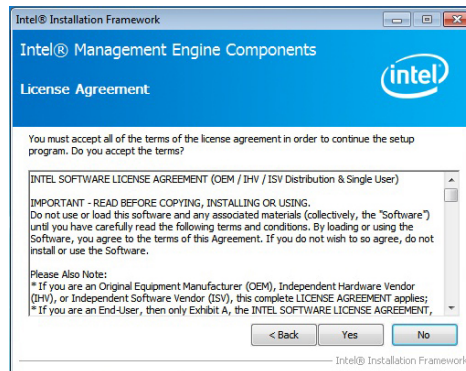 Intel® Installation Framework
Intel® Management Engine Components
License Agreement
intel
You must accept all of the terms of the license agreement in order to continue the setup
program. Do you accept the terms?
INTEL SOFTWARE LICENSE AGREEMENT (OEM / IHV / ISV Distribution & Single User)
IMPORTANT - READ BEFORE COPYING, INSTALLING OR USING.
Do not use or load this software and any associated materials (collectively, the "Software")
until you have carefully read the following terms and conditions. By loading or using the
Software, you agree to the terms of this Agreement. If you do not wish to so agree, do not
install or use the Software.
Please Also Note:
* If you are an Original Equipment Manufacturer (OEM), Independent Hardware Vendor
(IHV), or Independent Software Vendor (ISV), this complete LICENSE AGREEMENT applies;
* If you are an End-User, then only Exhibit A, the INTEL SOFTWARE LICENSE AGREEMENT,
< Back
Yes
No
Intel® Installation Framework